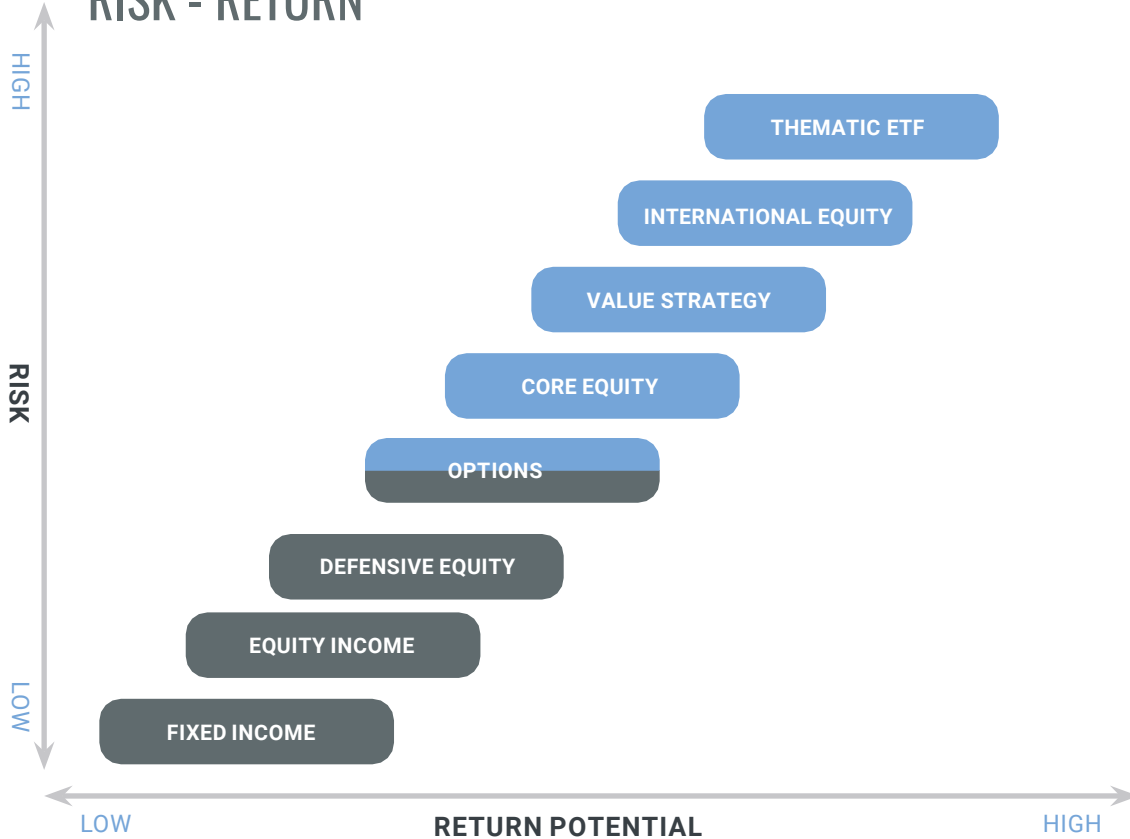 RISK - RETURN
HIGH
THEMATIC ETF
INTERNATIONAL EQUITY
VALUE STRATEGY
RISK
CORE EQUITY
OPTIONS
DEFENSIVE EQUITY
EQUITY INCOME
LOW
FIXED INCOME
LOW
RETURN POTENTIAL
HIGH